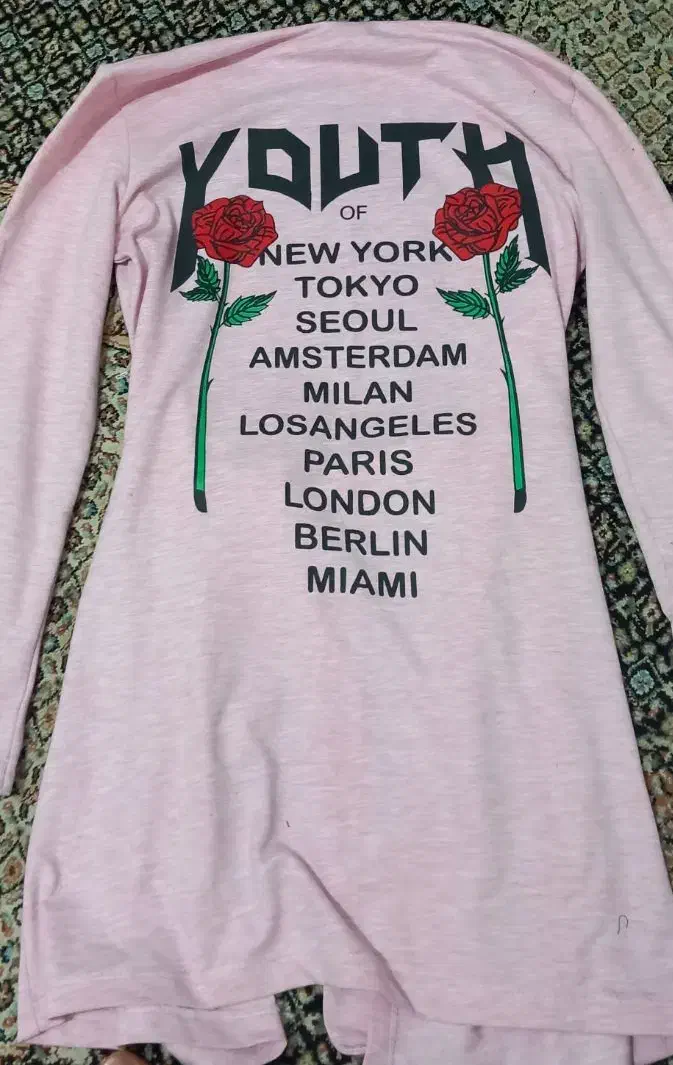 YOUTH
OF
NEW YORK
TOKYO
SEOUL
AMSTERDAM
MILAN
LOSANGELES
PARIS
LONDON
BERLIN
MIAMI